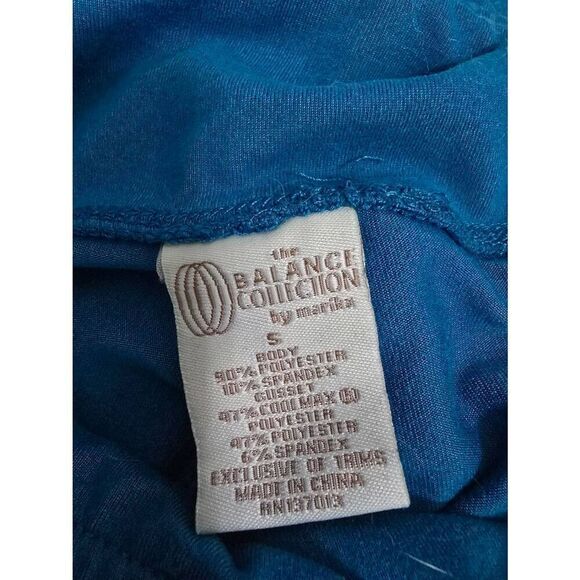 the
BALANCE
COLLECTION
by marika
S
BODY
90% POLYESTER
10% SPANDEX
GUSSET
47% COOLMAX ®
POLYESTER
47% POLYESTER
6% SPANDEX
EXCLUSIVE OF TRIMS
MADE IN CHINA
RN137013